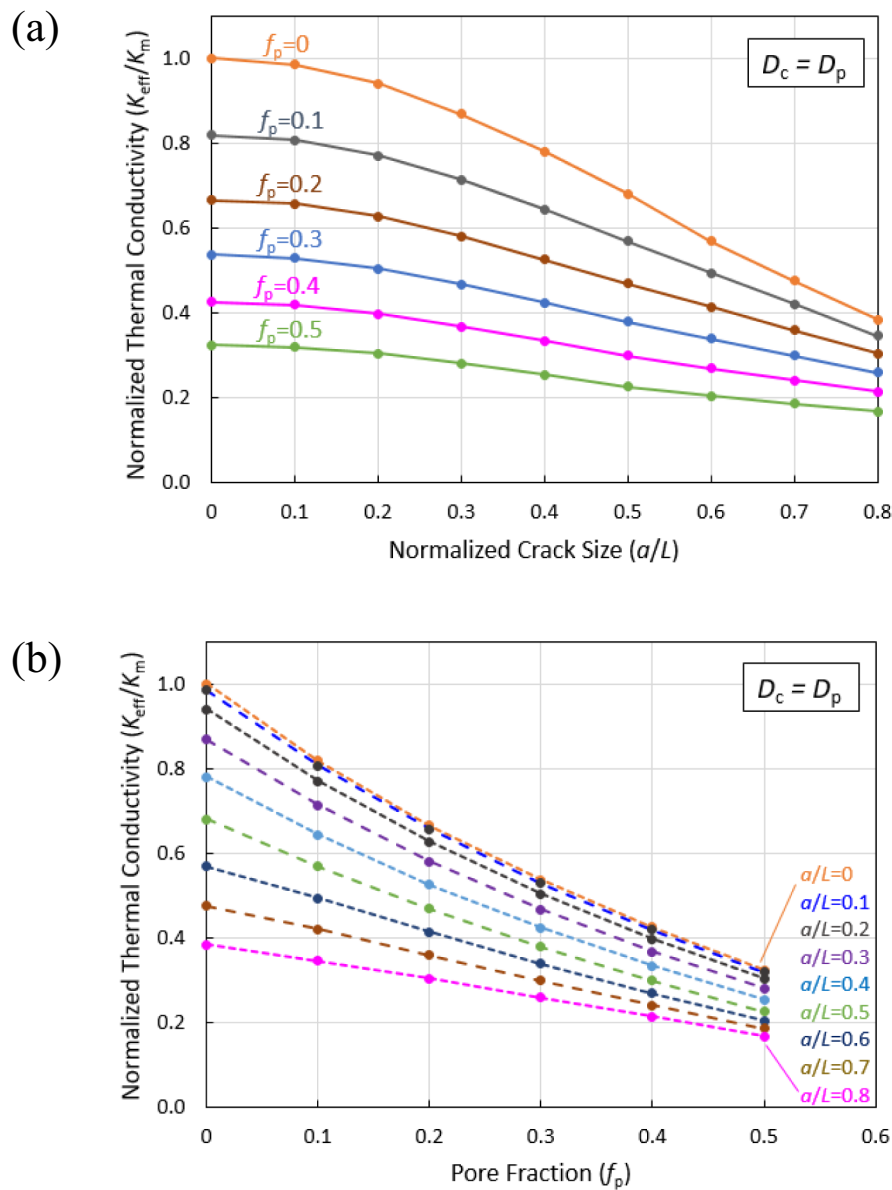 (a)
Normalized Thermal Conductivity (Keff/Km)
1.0
0.8
0.6
0.4
0.2
0.0
fp=0
fp=0.1
fp=0.2
fp=0.3
fp=0.4
fp=0.5
Dc = Dp
0 0.1 0.2 0.3 0.4 0.5 0.6 0.7 0.8
Normalized Crack Size (a/L)
(b)
Normalized Thermal Conductivity (Keff/Km)
1.0
0.8
0.6
0.4
0.2
0.0
Dc = Dp
a/L=0
a/L=0.1
a/L=0.2
a/L=0.3
a/L=0.4
a/L=0.5
a/L=0.6
a/L=0.7
a/L=0.8
0 0.1 0.2 0.3 0.4 0.5 0.6
Pore Fraction (fp)